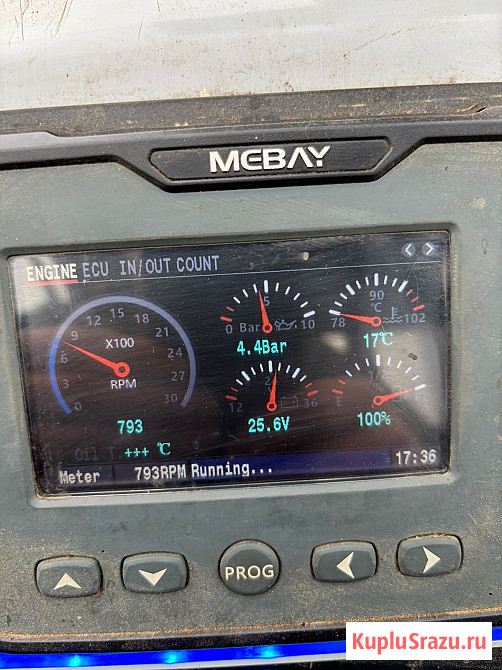 MEBAY
ENGINE ECU IN/OUT COUNT < >
0 3 6 9 12 15 18 21 24 27 30
X100
RPM
793
0 Bar 5 10
4.4Bar
78 90 °C 102
17°C
12 36
25.6V
E
100%
Oil T
+++ °C
Meter 793RPM Running... 17:36
PROG
KupluSrazu.ru